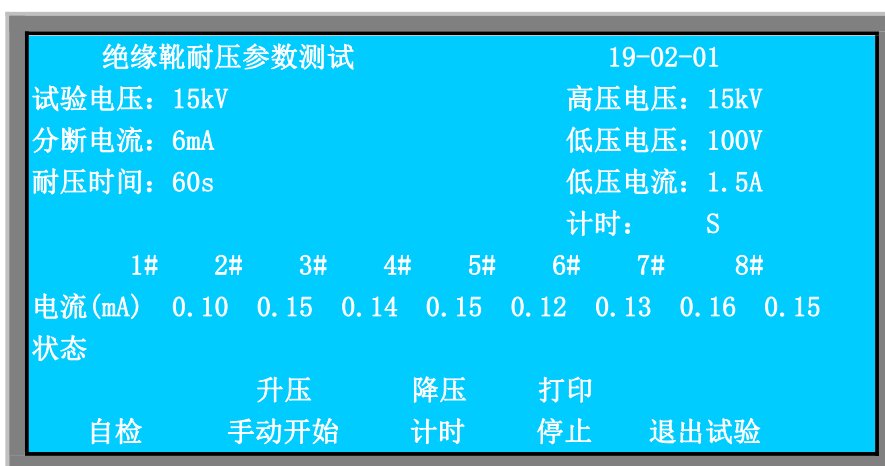 绝缘靴耐压参数测试 19-02-01
试验电压：15kV 高压电压：15kV
分断电流：6mA 低压电压：100V
耐压时间：60s 低压电流：1.5A
计时： S
1# 2# 3# 4# 5# 6# 7# 8#
电流(mA) 0.10 0.15 0.14 0.15 0.12 0.13 0.16 0.15
状态
升压 降压 打印
自检 手动开始 计时 停止 退出试验